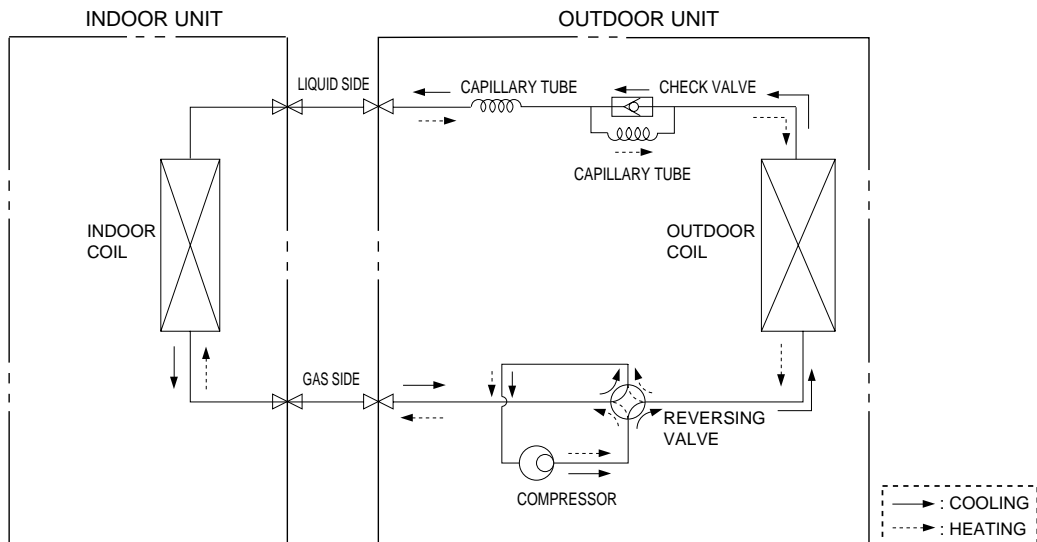 INDOOR UNIT
OUTDOOR UNIT
LIQUID SIDE
CAPILLARY TUBE
CHECK VALVE
CAPILLARY TUBE
INDOOR
COIL
OUTDOOR
COIL
GAS SIDE
REVERSING
VALVE
COMPRESSOR
: COOLING
: HEATING